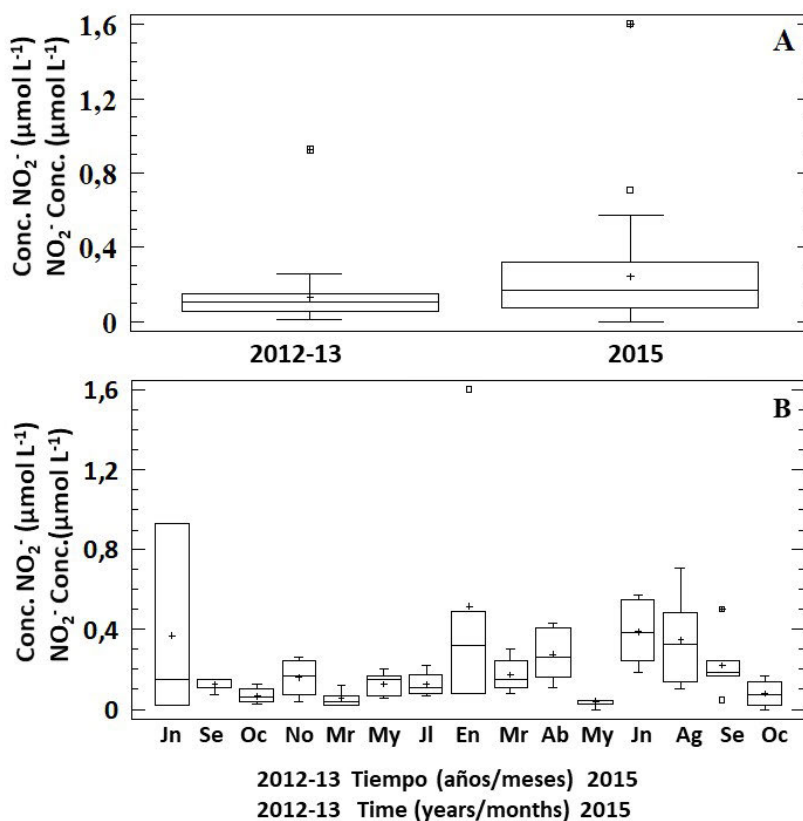 A
Conc. NO₂⁻ (µmol L⁻¹)
NO₂⁻ Conc. (µmol L⁻¹)
1,6
1,2
0,8
0,4
0
2012-13 2015
B
Conc. NO₂⁻ (µmol L⁻¹)
NO₂⁻ Conc.(µmol L⁻¹)
1,6
1,2
0,8
0,4
0
Jn Se Oc No Mr My Jl En Mr Ab My Jn Ag Se Oc
2012-13 Tiempo (años/meses) 2015
2012-13 Time (years/months) 2015